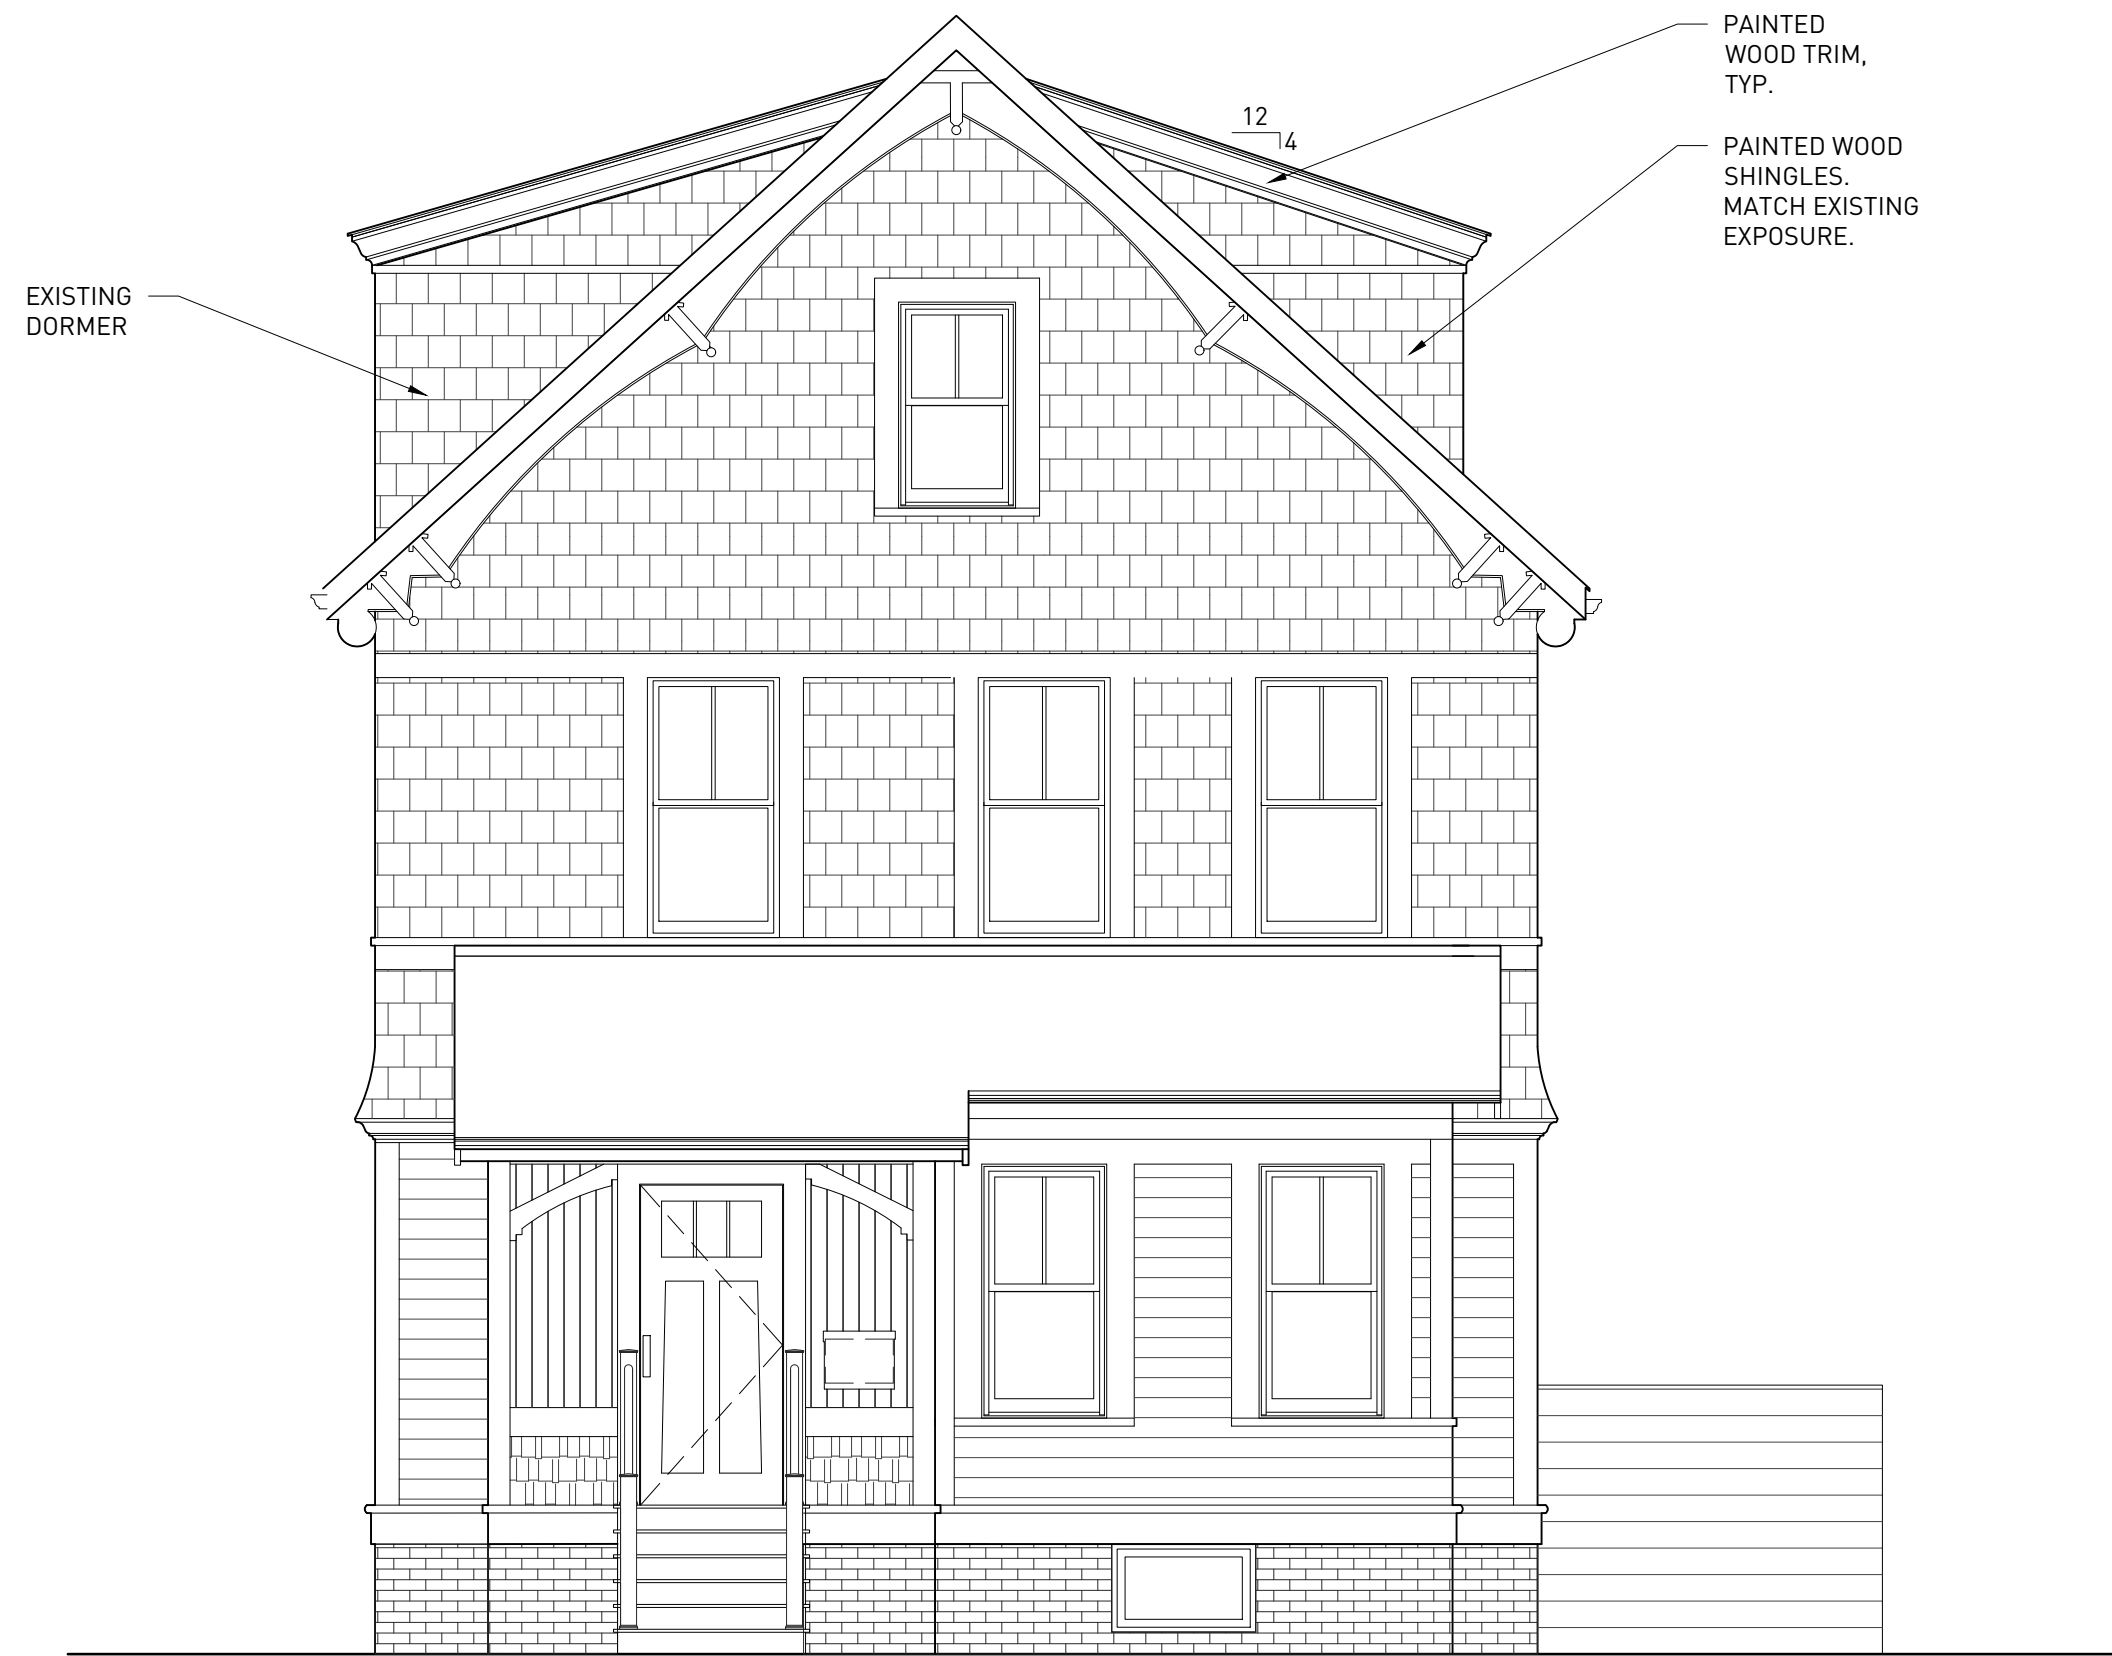 PAINTED
WOOD TRIM,
TYP.
12
4
PAINTED WOOD
SHINGLES.
MATCH EXISTING
EXPOSURE.
EXISTING
DORMER